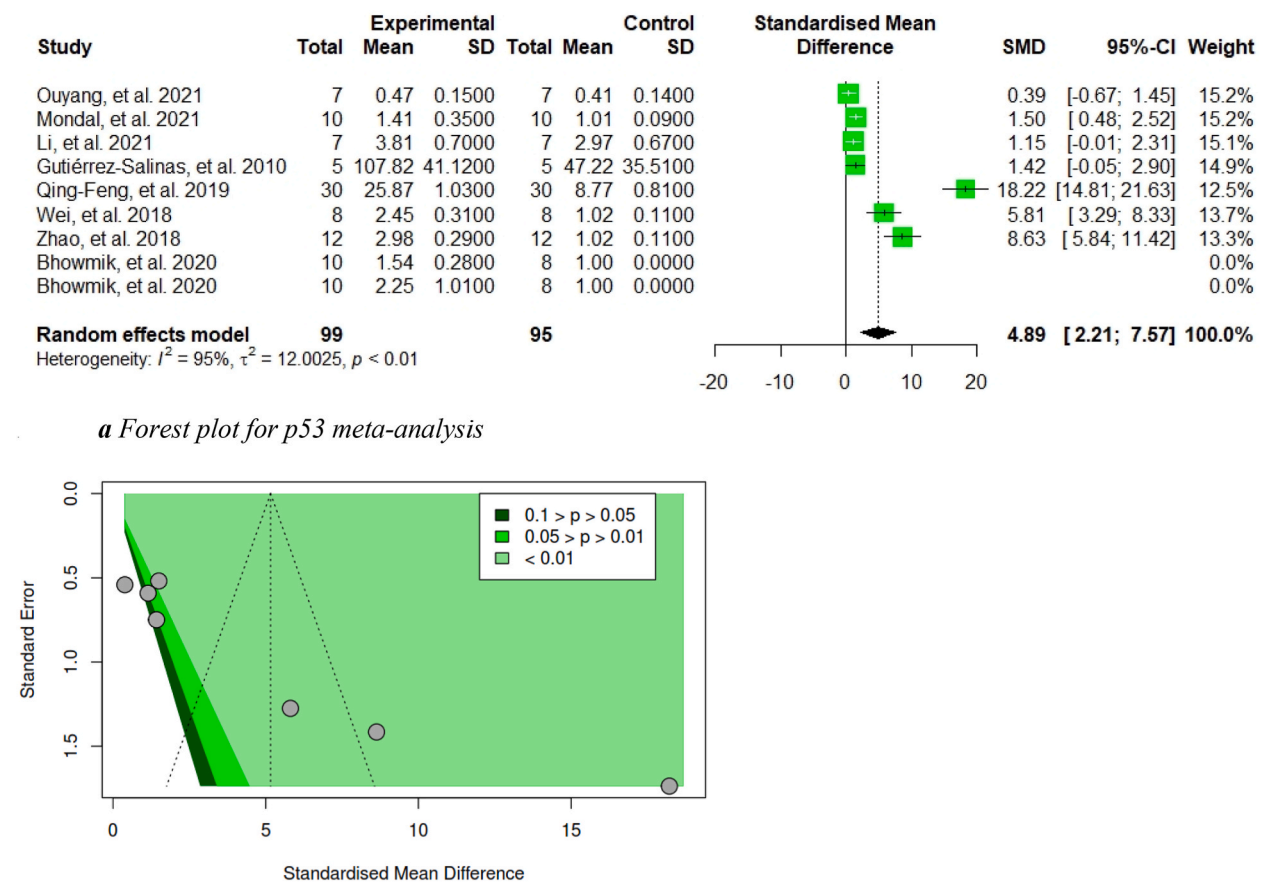 Experimental Control Standardised Mean
Study Total Mean SD Total Mean SD Difference SMD 95%-CI Weight
Ouyang, et al. 2021 7 0.47 0.1500 7 0.41 0.1400 0.39 [-0.67; 1.45] 15.2%
Mondal, et al. 2021 10 1.41 0.3500 10 1.01 0.0900 1.50 [ 0.48; 2.52] 15.2%
Li, et al. 2021 7 3.81 0.7000 7 2.97 0.6700 1.15 [-0.01; 2.31] 15.1%
Gutiérrez-Salinas, et al. 2010 5 107.82 41.1200 5 47.22 35.5100 1.42 [-0.05; 2.90] 14.9%
Qing-Feng, et al. 2019 30 25.87 1.0300 30 8.77 0.8100 18.22 [14.81; 21.63] 12.5%
Wei, et al. 2018 8 2.45 0.3100 8 1.02 0.1100 5.81 [ 3.29; 8.33] 13.7%
Zhao, et al. 2018 12 2.98 0.2900 12 1.02 0.1100 8.63 [ 5.84; 11.42] 13.3%
Bhowmik, et al. 2020 10 1.54 0.2800 8 1.00 0.0000 0.0%
Bhowmik, et al. 2020 10 2.25 1.0100 8 1.00 0.0000 0.0%
Random effects model 99 95 4.89 [ 2.21; 7.57] 100.0%
Heterogeneity: I² = 95%, τ² = 12.0025, p < 0.01
-20 -10 0 10 20
a Forest plot for p53 meta-analysis
0.1 > p > 0.05
0.05 > p > 0.01
< 0.01
0.0
0.5
1.0
1.5
Standard Error
0 5 10 15
Standardised Mean Difference